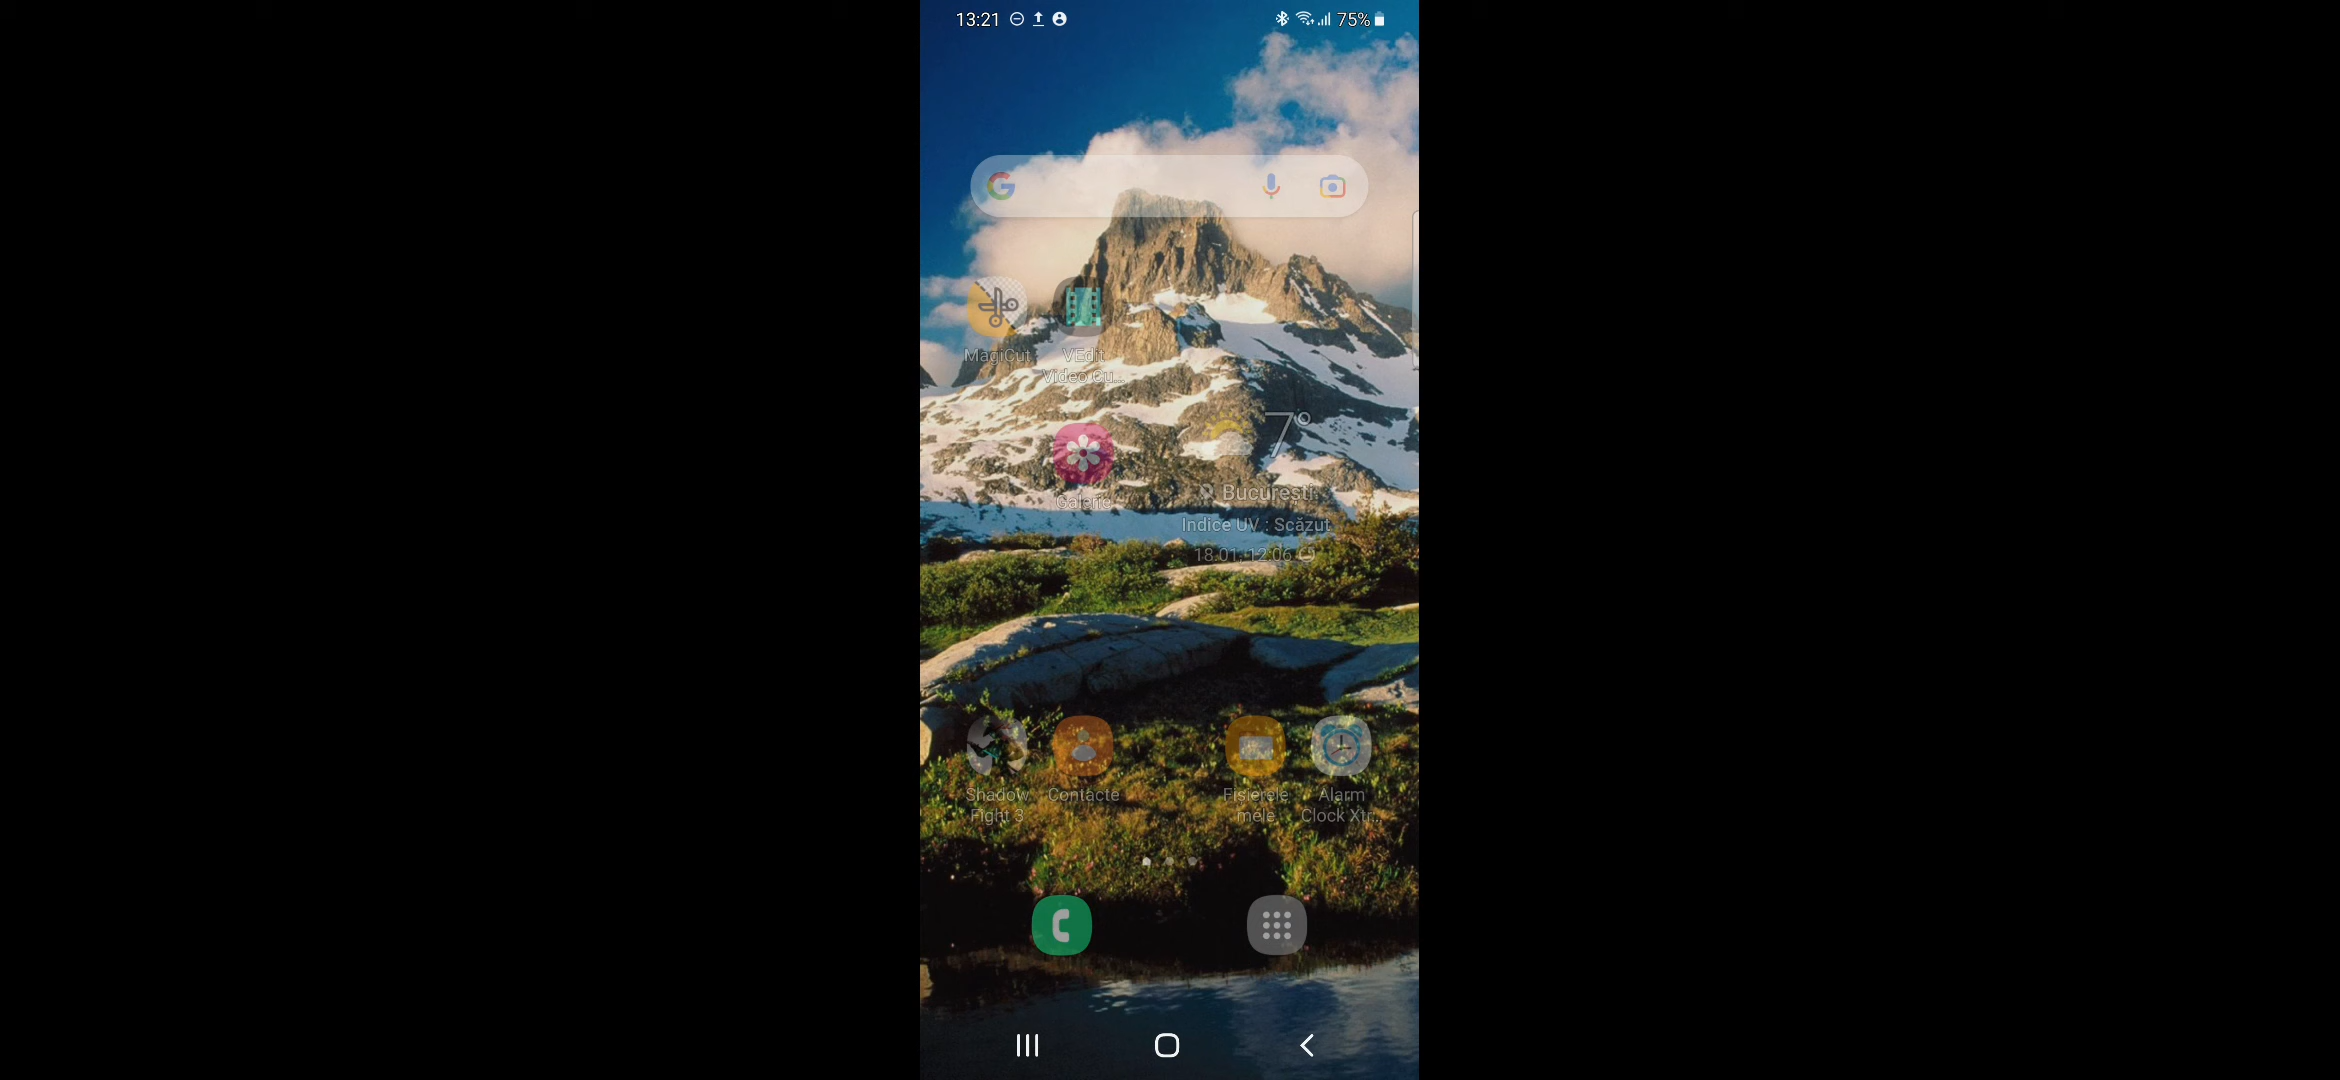 13:21
75%
MagiCut
VEdit
Video Cu...
7°
București
Galerie
Indice UV : Scăzut
18.01, 12:06
Shadow
Fight 3
Contacte
Fișierele
mele
Alarm
Clock Xtr...